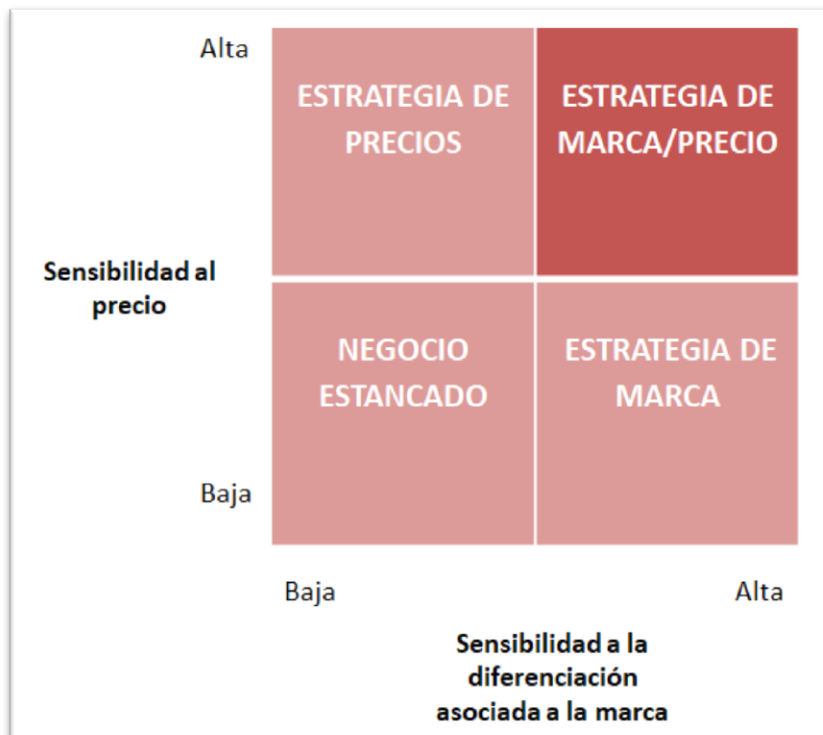 Alta
ESTRATEGIA DE
PRECIOS
ESTRATEGIA DE
MARCA/PRECIO
Sensibilidad al
precio
NEGOCIO
ESTANCADO
ESTRATEGIA DE
MARCA
Baja
Baja
Alta
Sensibilidad a la
diferenciación
asociada a la marca